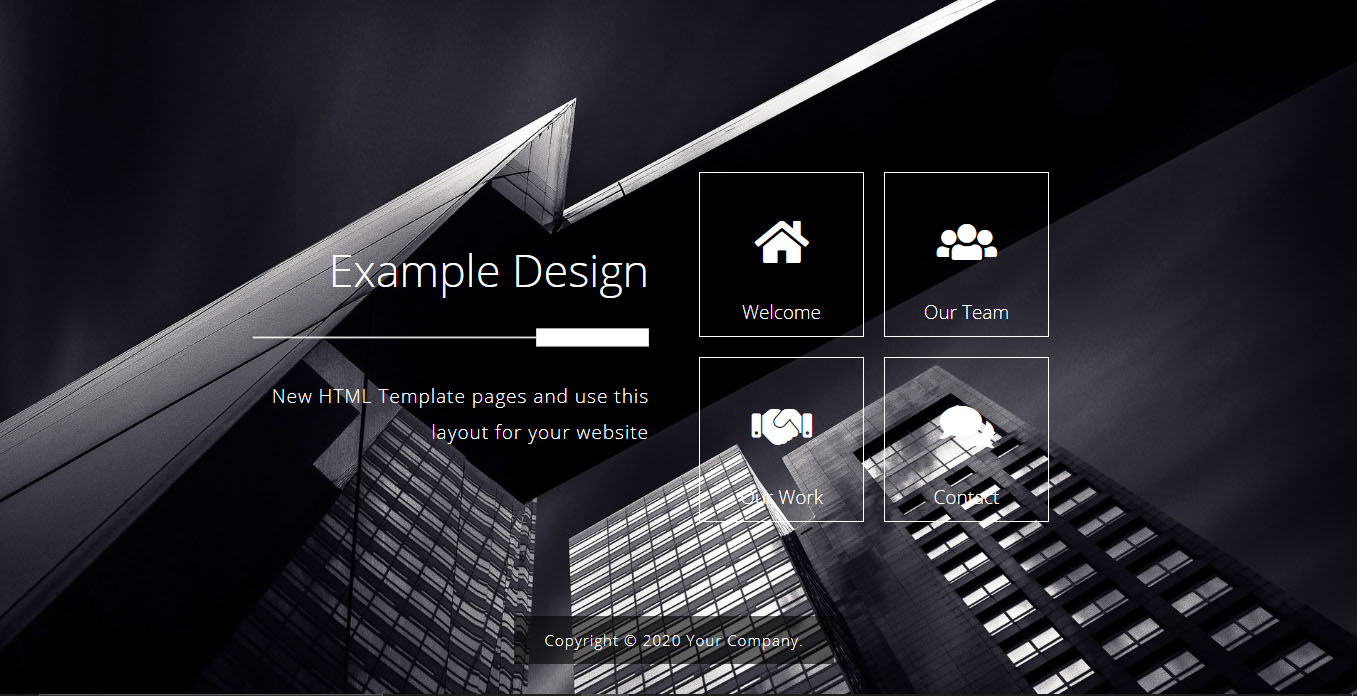 Example Design
New HTML Template pages and use this
layout for your website
Welcome
Our Team
Our Work
Contact
Copyright © 2020 Your Company.